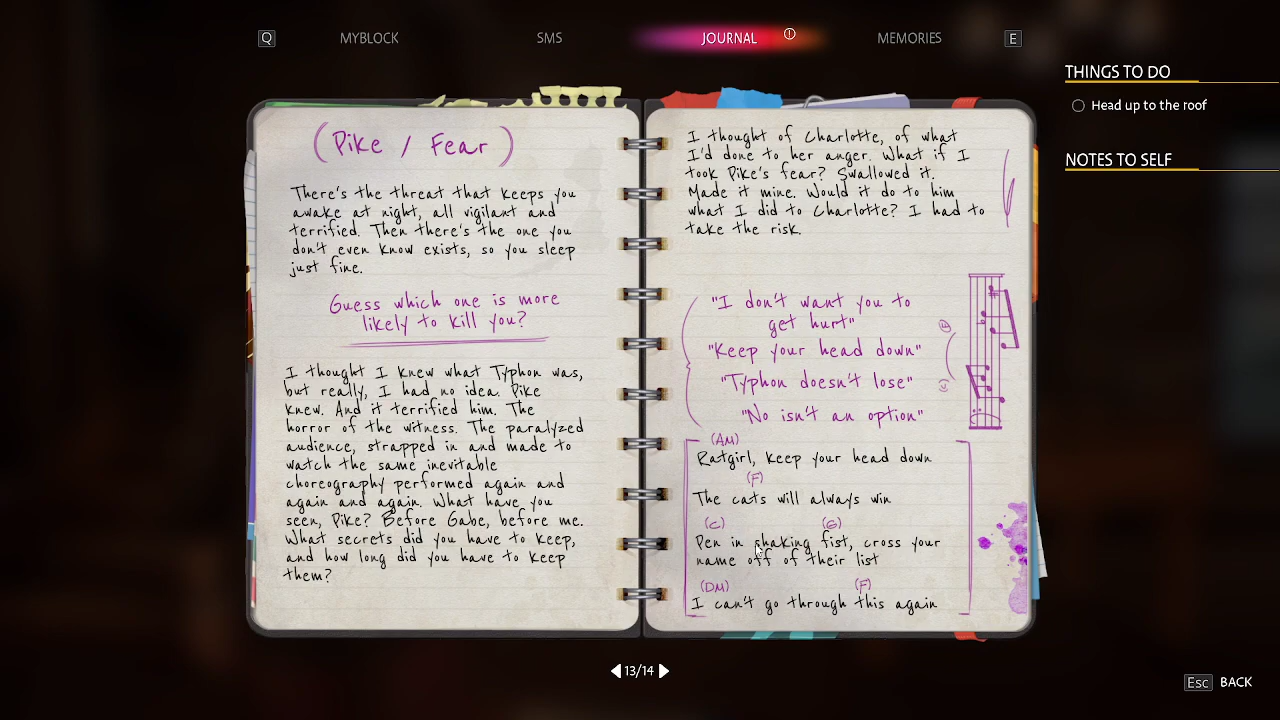 Q
MYBLOCK
SMS
JOURNAL
MEMORIES
E
THINGS TO DO
Head up to the roof
NOTES TO SELF
(Pike / Fear)
There's the threat that keeps you
awake at night, all vigilant and
terrified. Then there's the one you
don't even know exists, so you sleep
just fine.
Guess which one is more
likely to kill you?
I thought I knew what Typhon was,
but really, I had no idea. Pike
knew. And it terrified him. The
horror of the witness. The paralyzed
audience, strapped in and made to
watch the same inevitable
choreography performed again and
again and again. What have you
seen, Pike? Before Gabe, before me.
What secrets did you have to keep,
and how long did you have to keep
them?
I thought of Charlotte, of what
I'd done to her anger. What if I
took Pike's fear? Swallowed it.
Made it mine. Would it do to him
what I did to Charlotte? I had to
take the risk.
"I don't want you to
get hurt"
"Keep your head down"
"Typhon doesn't lose"
"No isn't an option"
(AM)
Ratgirl, keep your head down
(F)
The cats will always win
(C) (G)
Pen in shaking fist, cross your
name off of their list
(DM) (F)
I can't go through this again
13/14
Esc BACK